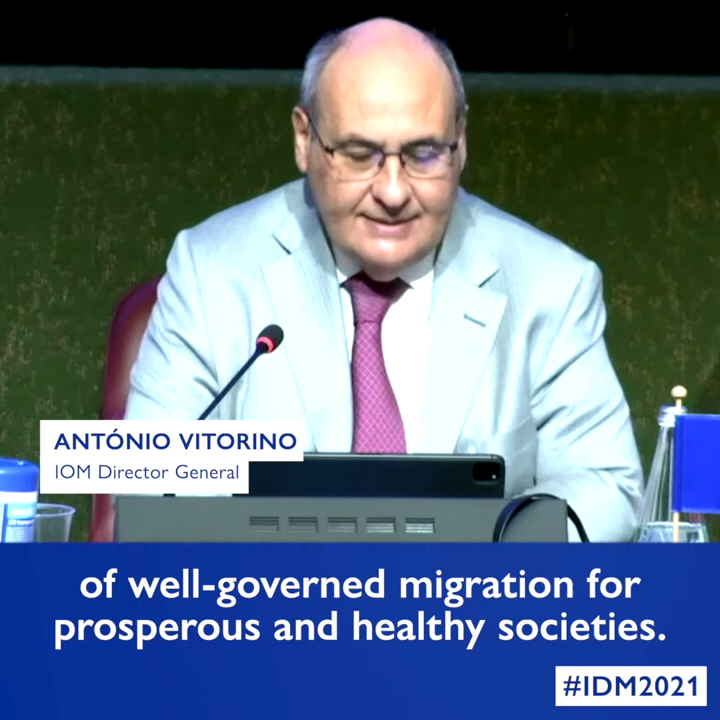 ANTÓNIO VITORINO
IOM Director General
of well-governed migration for
prosperous and healthy societies.
#IDM2021